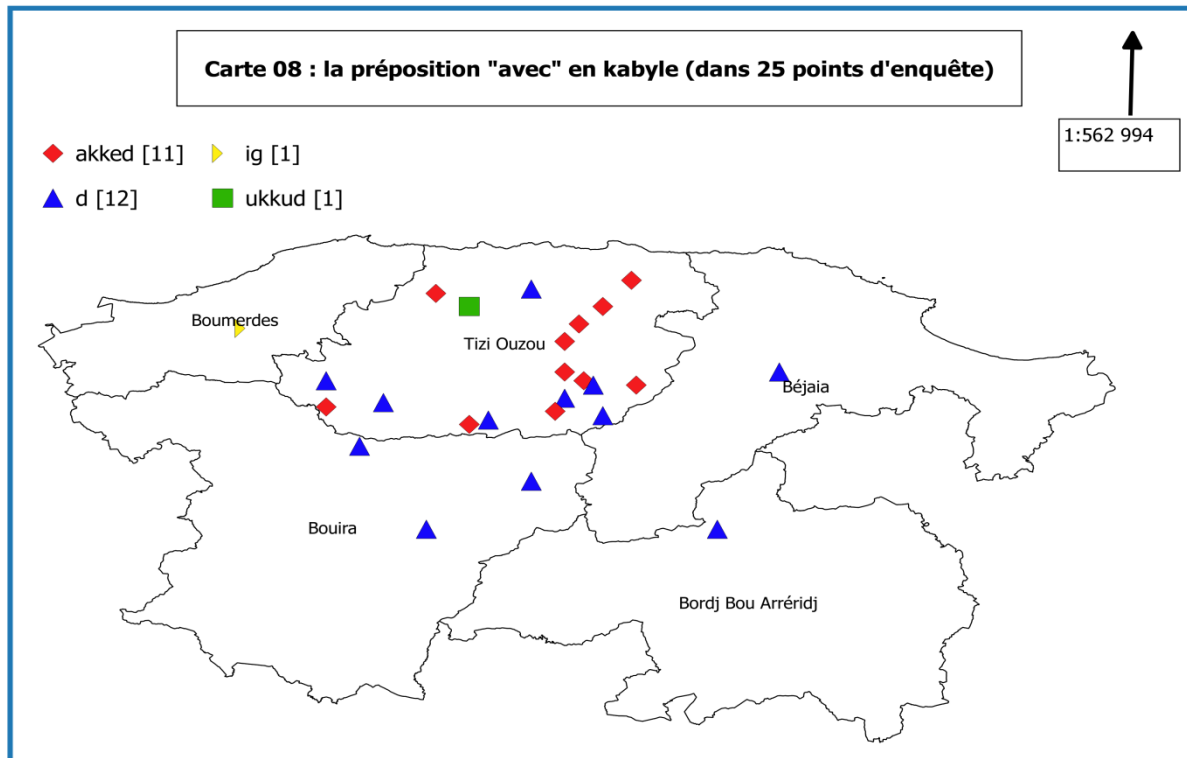 Carte 08 : la préposition "avec" en kabyle (dans 25 points d'enquête)
1:562 994
akked [11]
ig [1]
d [12]
ukkud [1]
Boumerdes
Tizi Ouzou
Béjaia
Bouira
Bordj Bou Arréridj